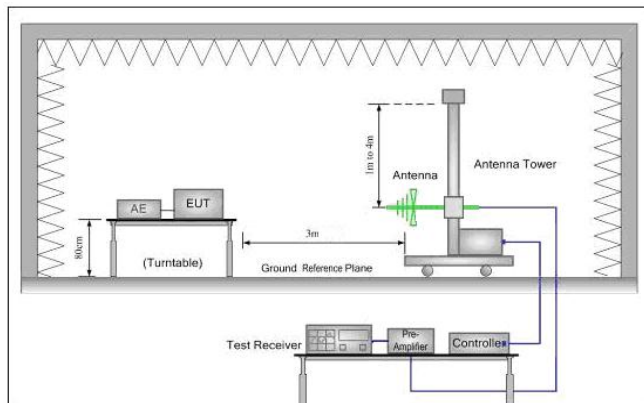 1m to 4m
Antenna
Antenna Tower
AE
EUT
80cm
(Turntable)
3m
Ground Reference Plane
Test Receiver
Pre-
Amplifier
Controller